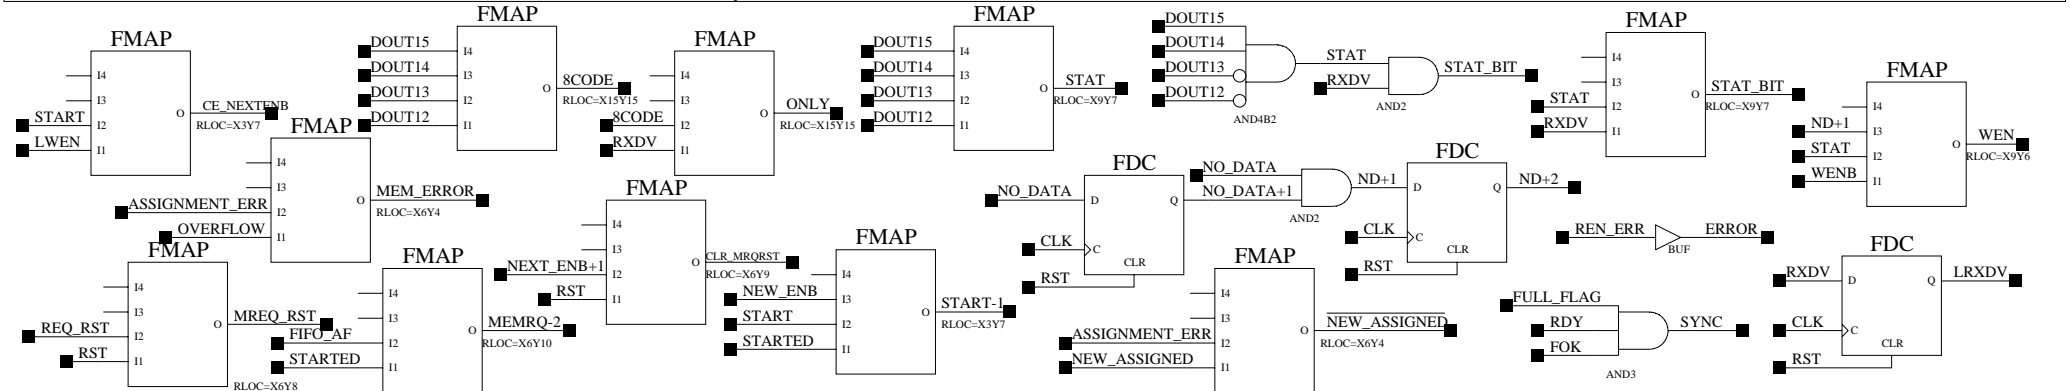 FMAP
I4
I3
START I2
LWEN I1
O CE_NEXTENB
RLOC=X3Y7
FMAP
DOUT15 I4
DOUT14 I3
DOUT13 I2
DOUT12 I1
O 8CODE
RLOC=X15Y15
FMAP
I4
I3
8CODE I2
RXDV I1
O ONLY
RLOC=X15Y15
FMAP
DOUT15 I4
DOUT14 I3
DOUT13 I2
DOUT12 I1
O STAT
RLOC=X9Y7
DOUT15
DOUT14
DOUT13
DOUT12
AND4B2
STAT
RXDV
AND2
STAT_BIT
FMAP
I4
I3
STAT I2
RXDV I1
O STAT_BIT
RLOC=X9Y7
FMAP
I4
ND+1 I3
STAT I2
WENB I1
O WEN
RLOC=X9Y6
FMAP
I4
I3
ASSIGNMENT_ERR I2
OVERFLOW I1
O MEM_ERROR
RLOC=X6Y4
FMAP
I4
I3
NEXT_ENB+1 I2
RST I1
O CLR_MRQRST
RLOC=X6Y9
FDC
NO_DATA D
CLK C
RST CLR
Q NO_DATA+1
NO_DATA
AND2
ND+1
FDC
D
CLK C
RST CLR
Q ND+2
REN_ERR BUF ERROR
FMAP
I4
I3
REQ_RST I2
RST I1
O MREQ_RST
RLOC=X6Y8
FMAP
I4
I3
FIFO_AF I2
STARTED I1
O MEMRQ-2
RLOC=X6Y10
FMAP
I4
NEW_ENB I3
START I2
STARTED I1
O START-1
RLOC=X3Y7
FMAP
I4
I3
ASSIGNMENT_ERR I2
NEW_ASSIGNED I1
O NEW_ASSIGNED
RLOC=X6Y4
FULL_FLAG
RDY
FOK
AND3
SYNC
FDC
RXDV D
CLK C
RST CLR
Q LRXDV